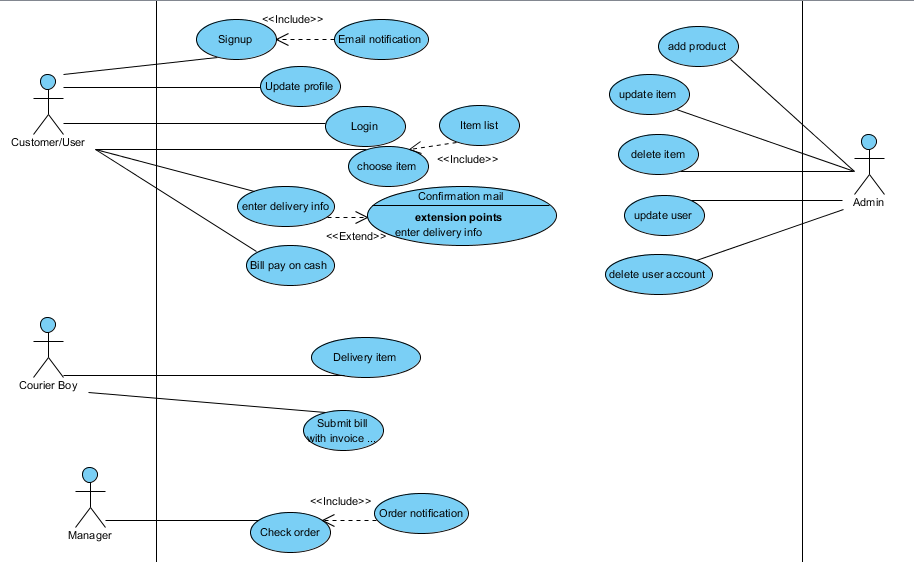 <<Include>>
Signup
Email notification
add product
Update profile
update item
Customer/User
Login
Item list
choose item
<<Include>>
delete item
Confirmation mail
extension points
enter delivery info
enter delivery info
<<Extend>>
Admin
update user
Bill pay on cash
delete user account
Delivery item
Courier Boy
Submit bill
with invoice ...
<<Include>>
Order notification
Check order
Manager